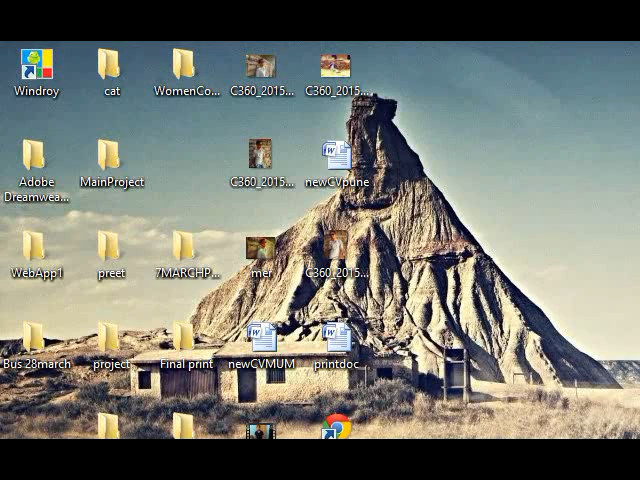 Windroy
cat
WomenCo...
C360_2015...
C360_2015...
Adobe
Dreamwea...
MainProject
C360_2015...
newCVpune
WebApp1
preet
7MARCHP...
mer
C360_2015...
Bus 28march
project
Final print
newCVMUM
printdoc